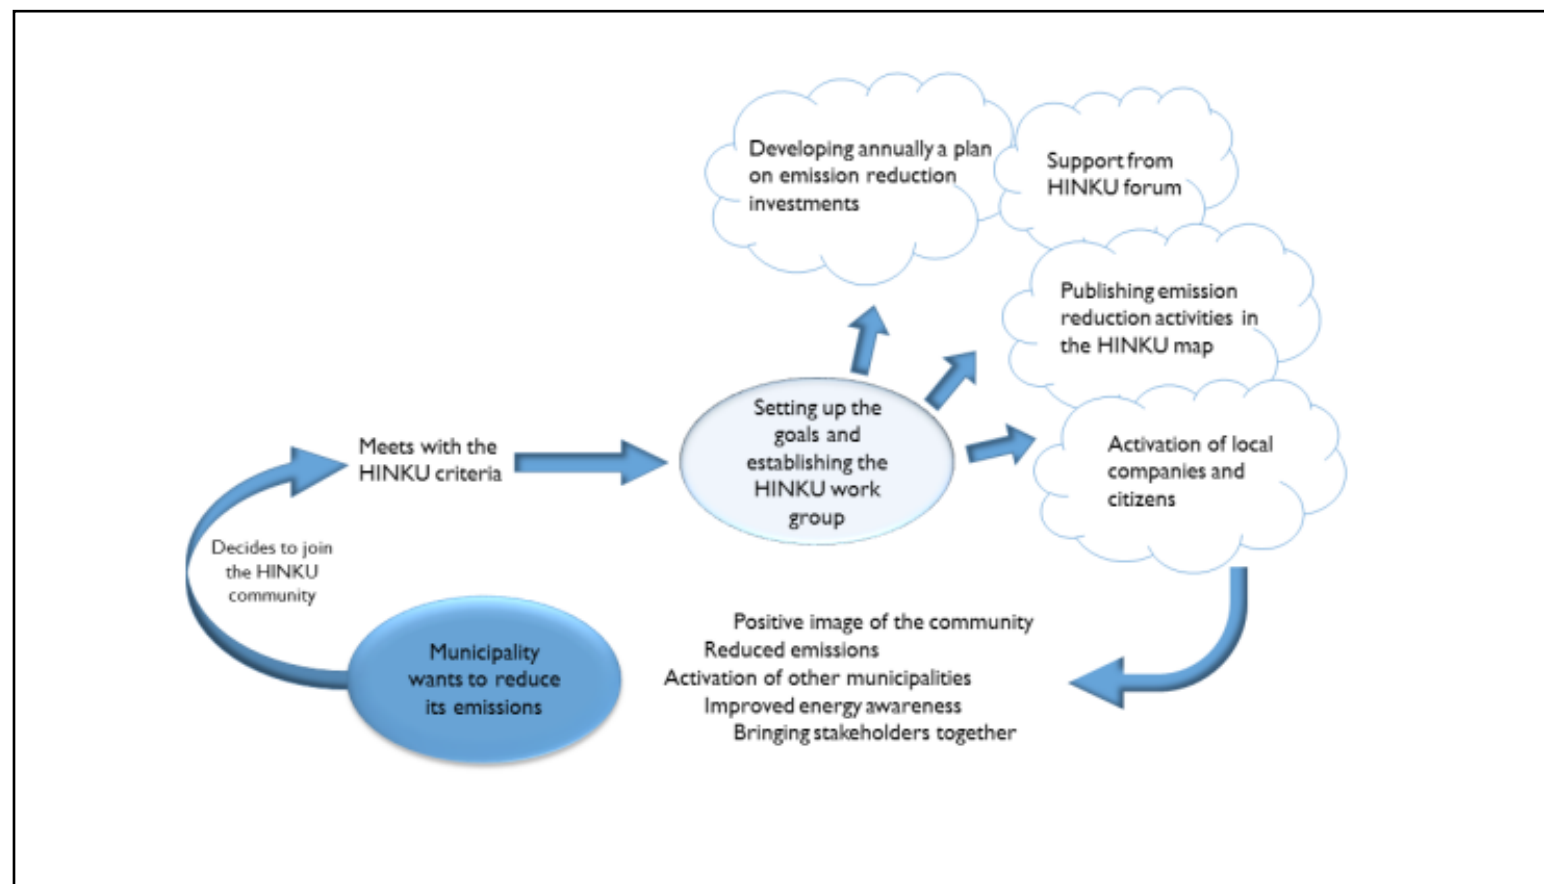 Developing annually a plan
on emission reduction
investments
Support from
HINKU forum
Publishing emission
reduction activities in
the HINKU map
Setting up the
goals and
establishing the
HINKU work
group
Activation of local
companies and
citizens
Meets with the
HINKU criteria
Decides to join
the HINKU
community
Municipality
wants to reduce
its emissions
Positive image of the community
Reduced emissions
Activation of other municipalities
Improved energy awareness
Bringing stakeholders together